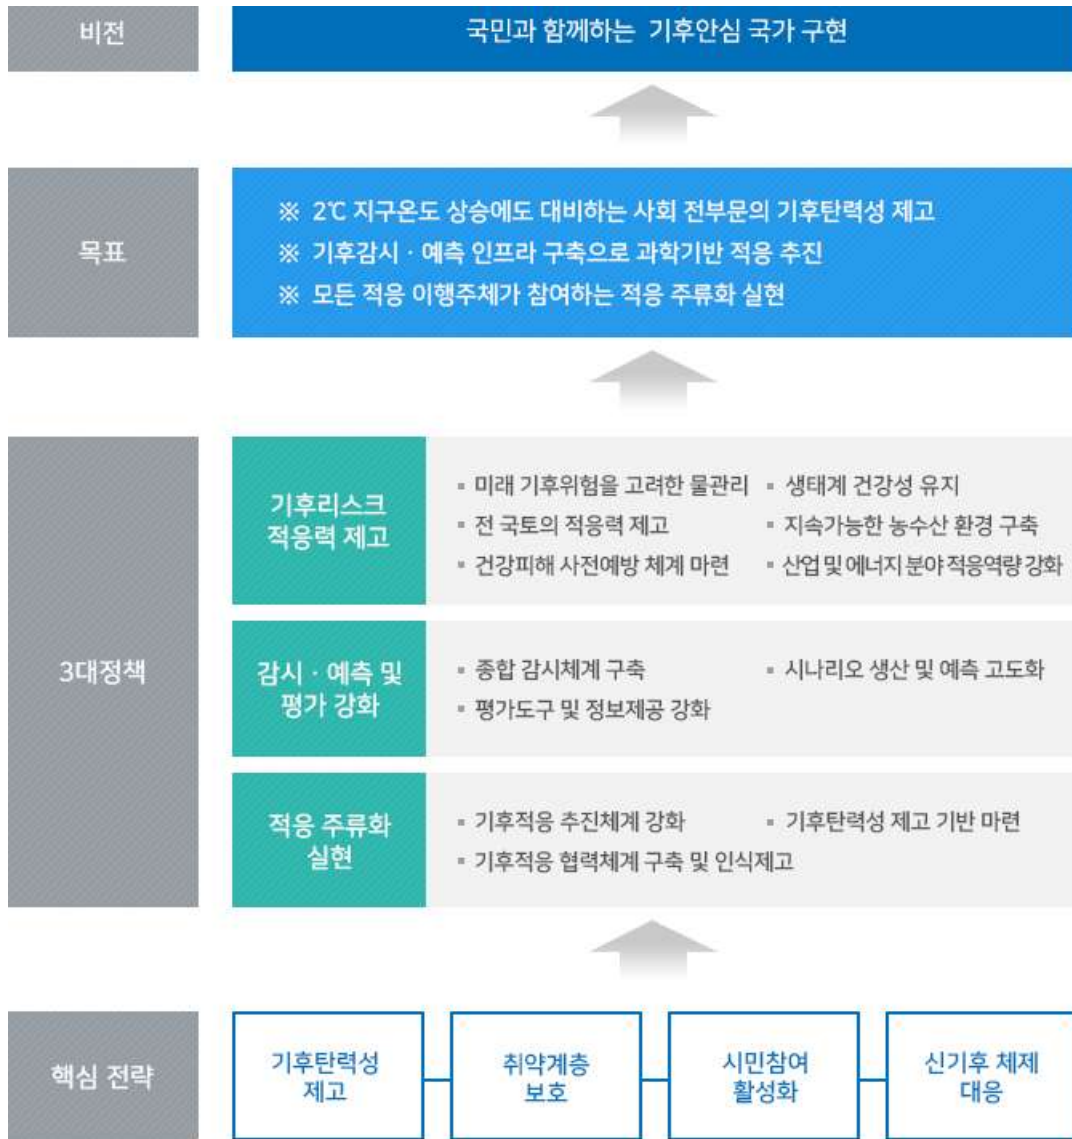 비전
국민과 함께하는 기후안심 국가 구현
목표
※ 2℃ 지구온도 상승에도 대비하는 사회 전부문의 기후탄력성 제고
※ 기후감시 · 예측 인프라 구축으로 과학기반 적응 추진
※ 모든 적응 이행주체가 참여하는 적응 주류화 실현
3대정책
기후리스크
적응력 제고
▪ 미래 기후위험을 고려한 물관리
▪ 생태계 건강성 유지
▪ 전 국토의 적응력 제고
▪ 지속가능한 농수산 환경 구축
▪ 건강피해 사전예방 체계 마련
▪ 산업 및 에너지 분야 적응역량 강화
감시 · 예측 및
평가 강화
▪ 종합 감시체계 구축
▪ 시나리오 생산 및 예측 고도화
▪ 평가도구 및 정보제공 강화
적응 주류화
실현
▪ 기후적응 추진체계 강화
▪ 기후탄력성 제고 기반 마련
▪ 기후적응 협력체계 구축 및 인식제고
핵심 전략
기후탄력성
제고
취약계층
보호
시민참여
활성화
신기후 체제
대응